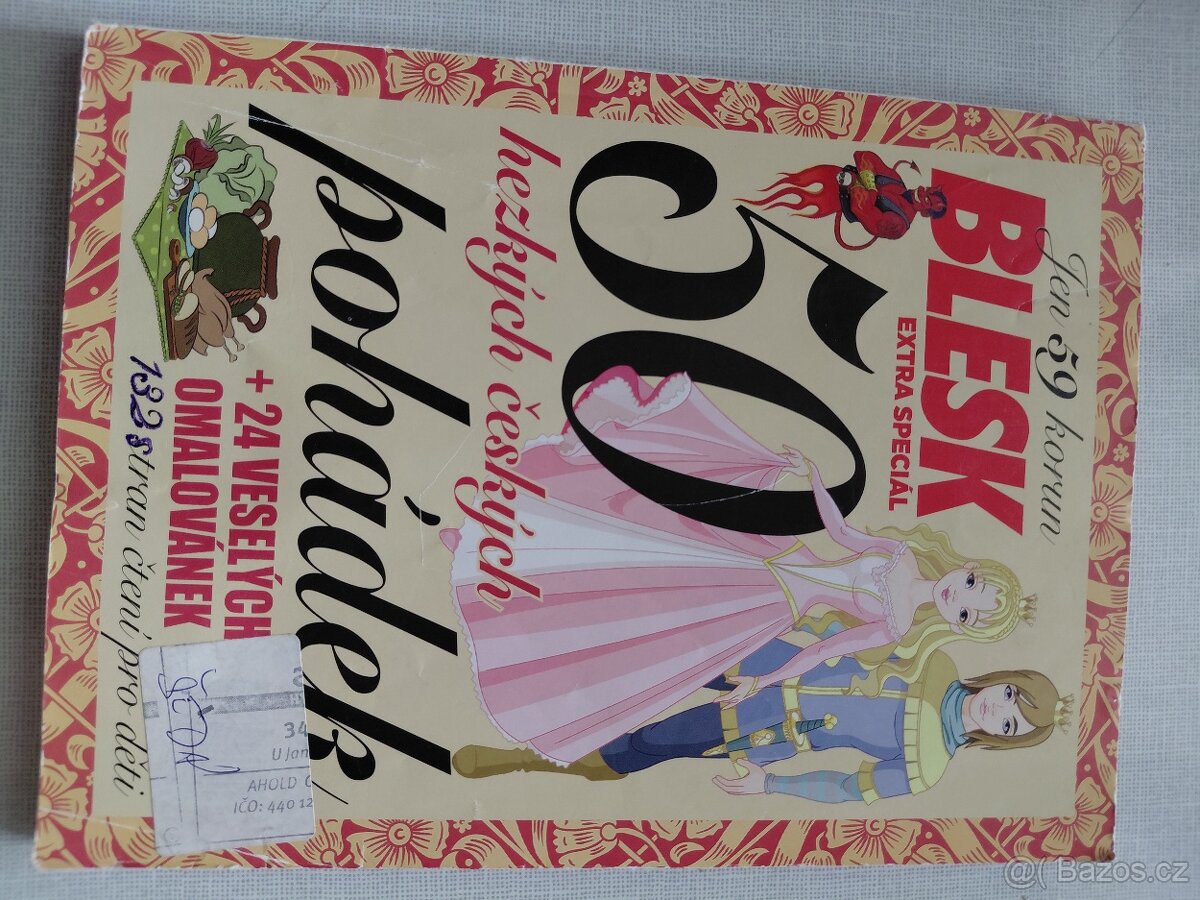 Jen 59 korun
BLESK
EXTRA SPECIÁL
50
hezkých českých
pohádek
+ 24 VESELÝCH
OMALOVÁNEK
132 stran čtení pro děti
34
U Jan
AHOLD
IČO: 440 12
@( Bazos.cz